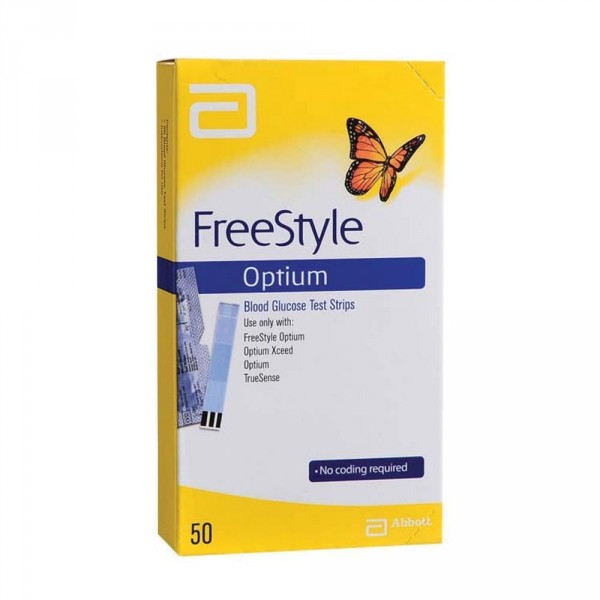 FreeStyle
Optium
Blood Glucose Test Strips
Use only with:
FreeStyle Optium
Optium Xceed
Optium
TrueSense
•No coding required
50
Abbott